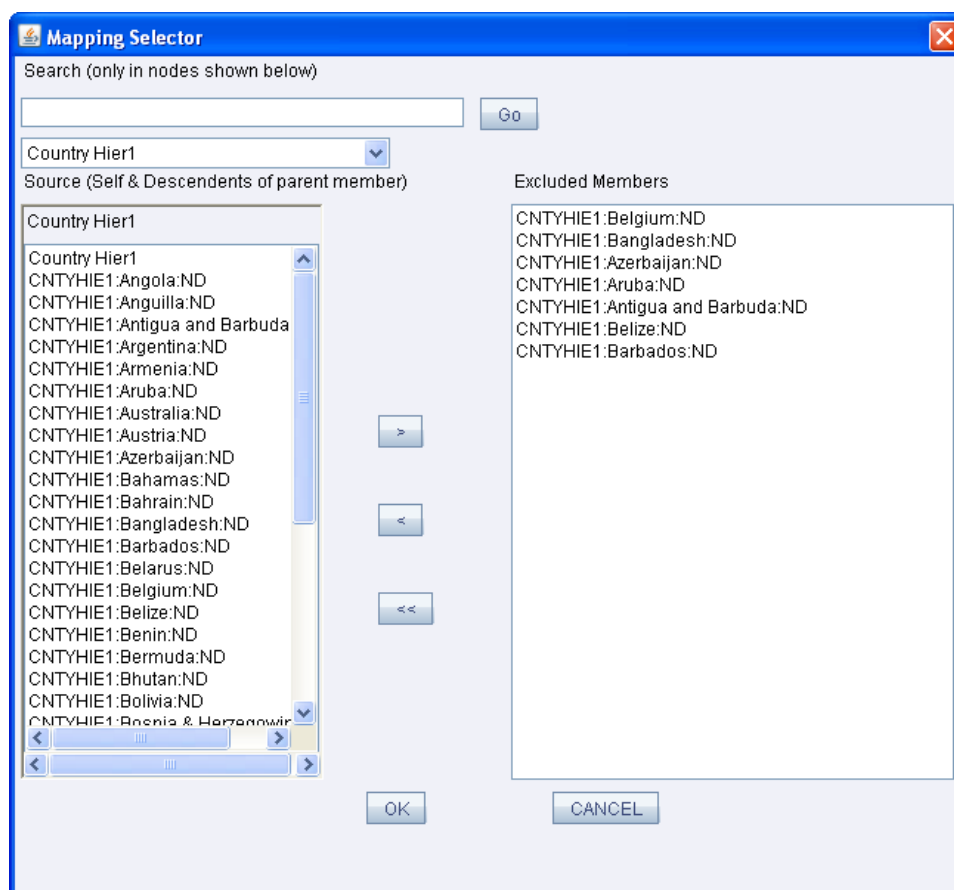 Mapping Selector
Search (only in nodes shown below)
Go
Country Hier1
Source (Self & Descendents of parent member)
Country Hier1
Country Hier1
CNTYHIE1:Angola:ND
CNTYHIE1:Anguilla:ND
CNTYHIE1:Antigua and Barbuda
CNTYHIE1:Argentina:ND
CNTYHIE1:Armenia:ND
CNTYHIE1:Aruba:ND
CNTYHIE1:Australia:ND
CNTYHIE1:Austria:ND
CNTYHIE1:Azerbaijan:ND
CNTYHIE1:Bahamas:ND
CNTYHIE1:Bahrain:ND
CNTYHIE1:Bangladesh:ND
CNTYHIE1:Barbados:ND
CNTYHIE1:Belarus:ND
CNTYHIE1:Belgium:ND
CNTYHIE1:Belize:ND
CNTYHIE1:Benin:ND
CNTYHIE1:Bermuda:ND
CNTYHIE1:Bhutan:ND
CNTYHIE1:Bolivia:ND
CNTYHIE1:Bosnia & Herzegowir
>
<
<<
Excluded Members
CNTYHIE1:Belgium:ND
CNTYHIE1:Bangladesh:ND
CNTYHIE1:Azerbaijan:ND
CNTYHIE1:Aruba:ND
CNTYHIE1:Antigua and Barbuda:ND
CNTYHIE1:Belize:ND
CNTYHIE1:Barbados:ND
OK
CANCEL